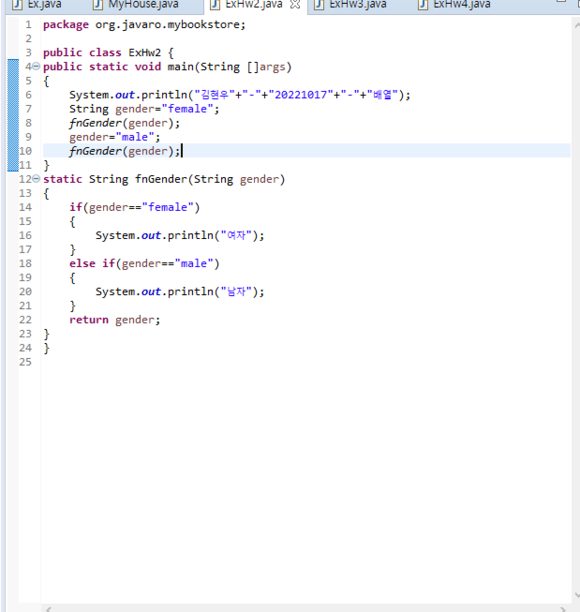 Ex.java MyHouse.java ExHw2.java ExHw3.java ExHw4.java
1 package org.javaro.mybookstore;
2
3 public class ExHw2 {
4 public static void main(String []args)
5 {
6     System.out.println("김현우"+"-"+"20221017"+"-"+"배열");
7     String gender="female";
8     fnGender(gender);
9     gender="male";
10     fnGender(gender);
11 }
12 static String fnGender(String gender)
13 {
14     if(gender=="female")
15     {
16         System.out.println("여자");
17     }
18     else if(gender=="male")
19     {
20         System.out.println("남자");
21     }
22     return gender;
23 }
24 }
25